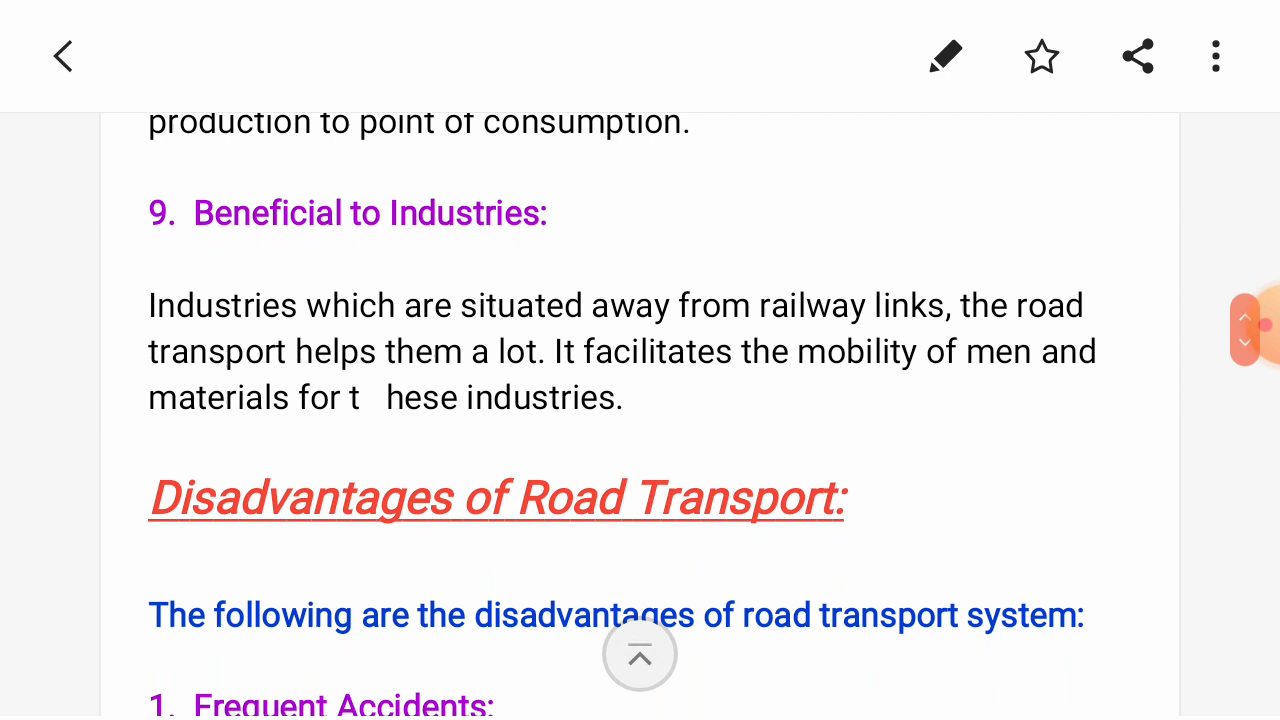 production to point of consumption.
9. Beneficial to Industries:
Industries which are situated away from railway links, the road
transport helps them a lot. It facilitates the mobility of men and
materials for t hese industries.
Disadvantages of Road Transport:
The following are the disadvantages of road transport system:
1. Frequent Accidents: